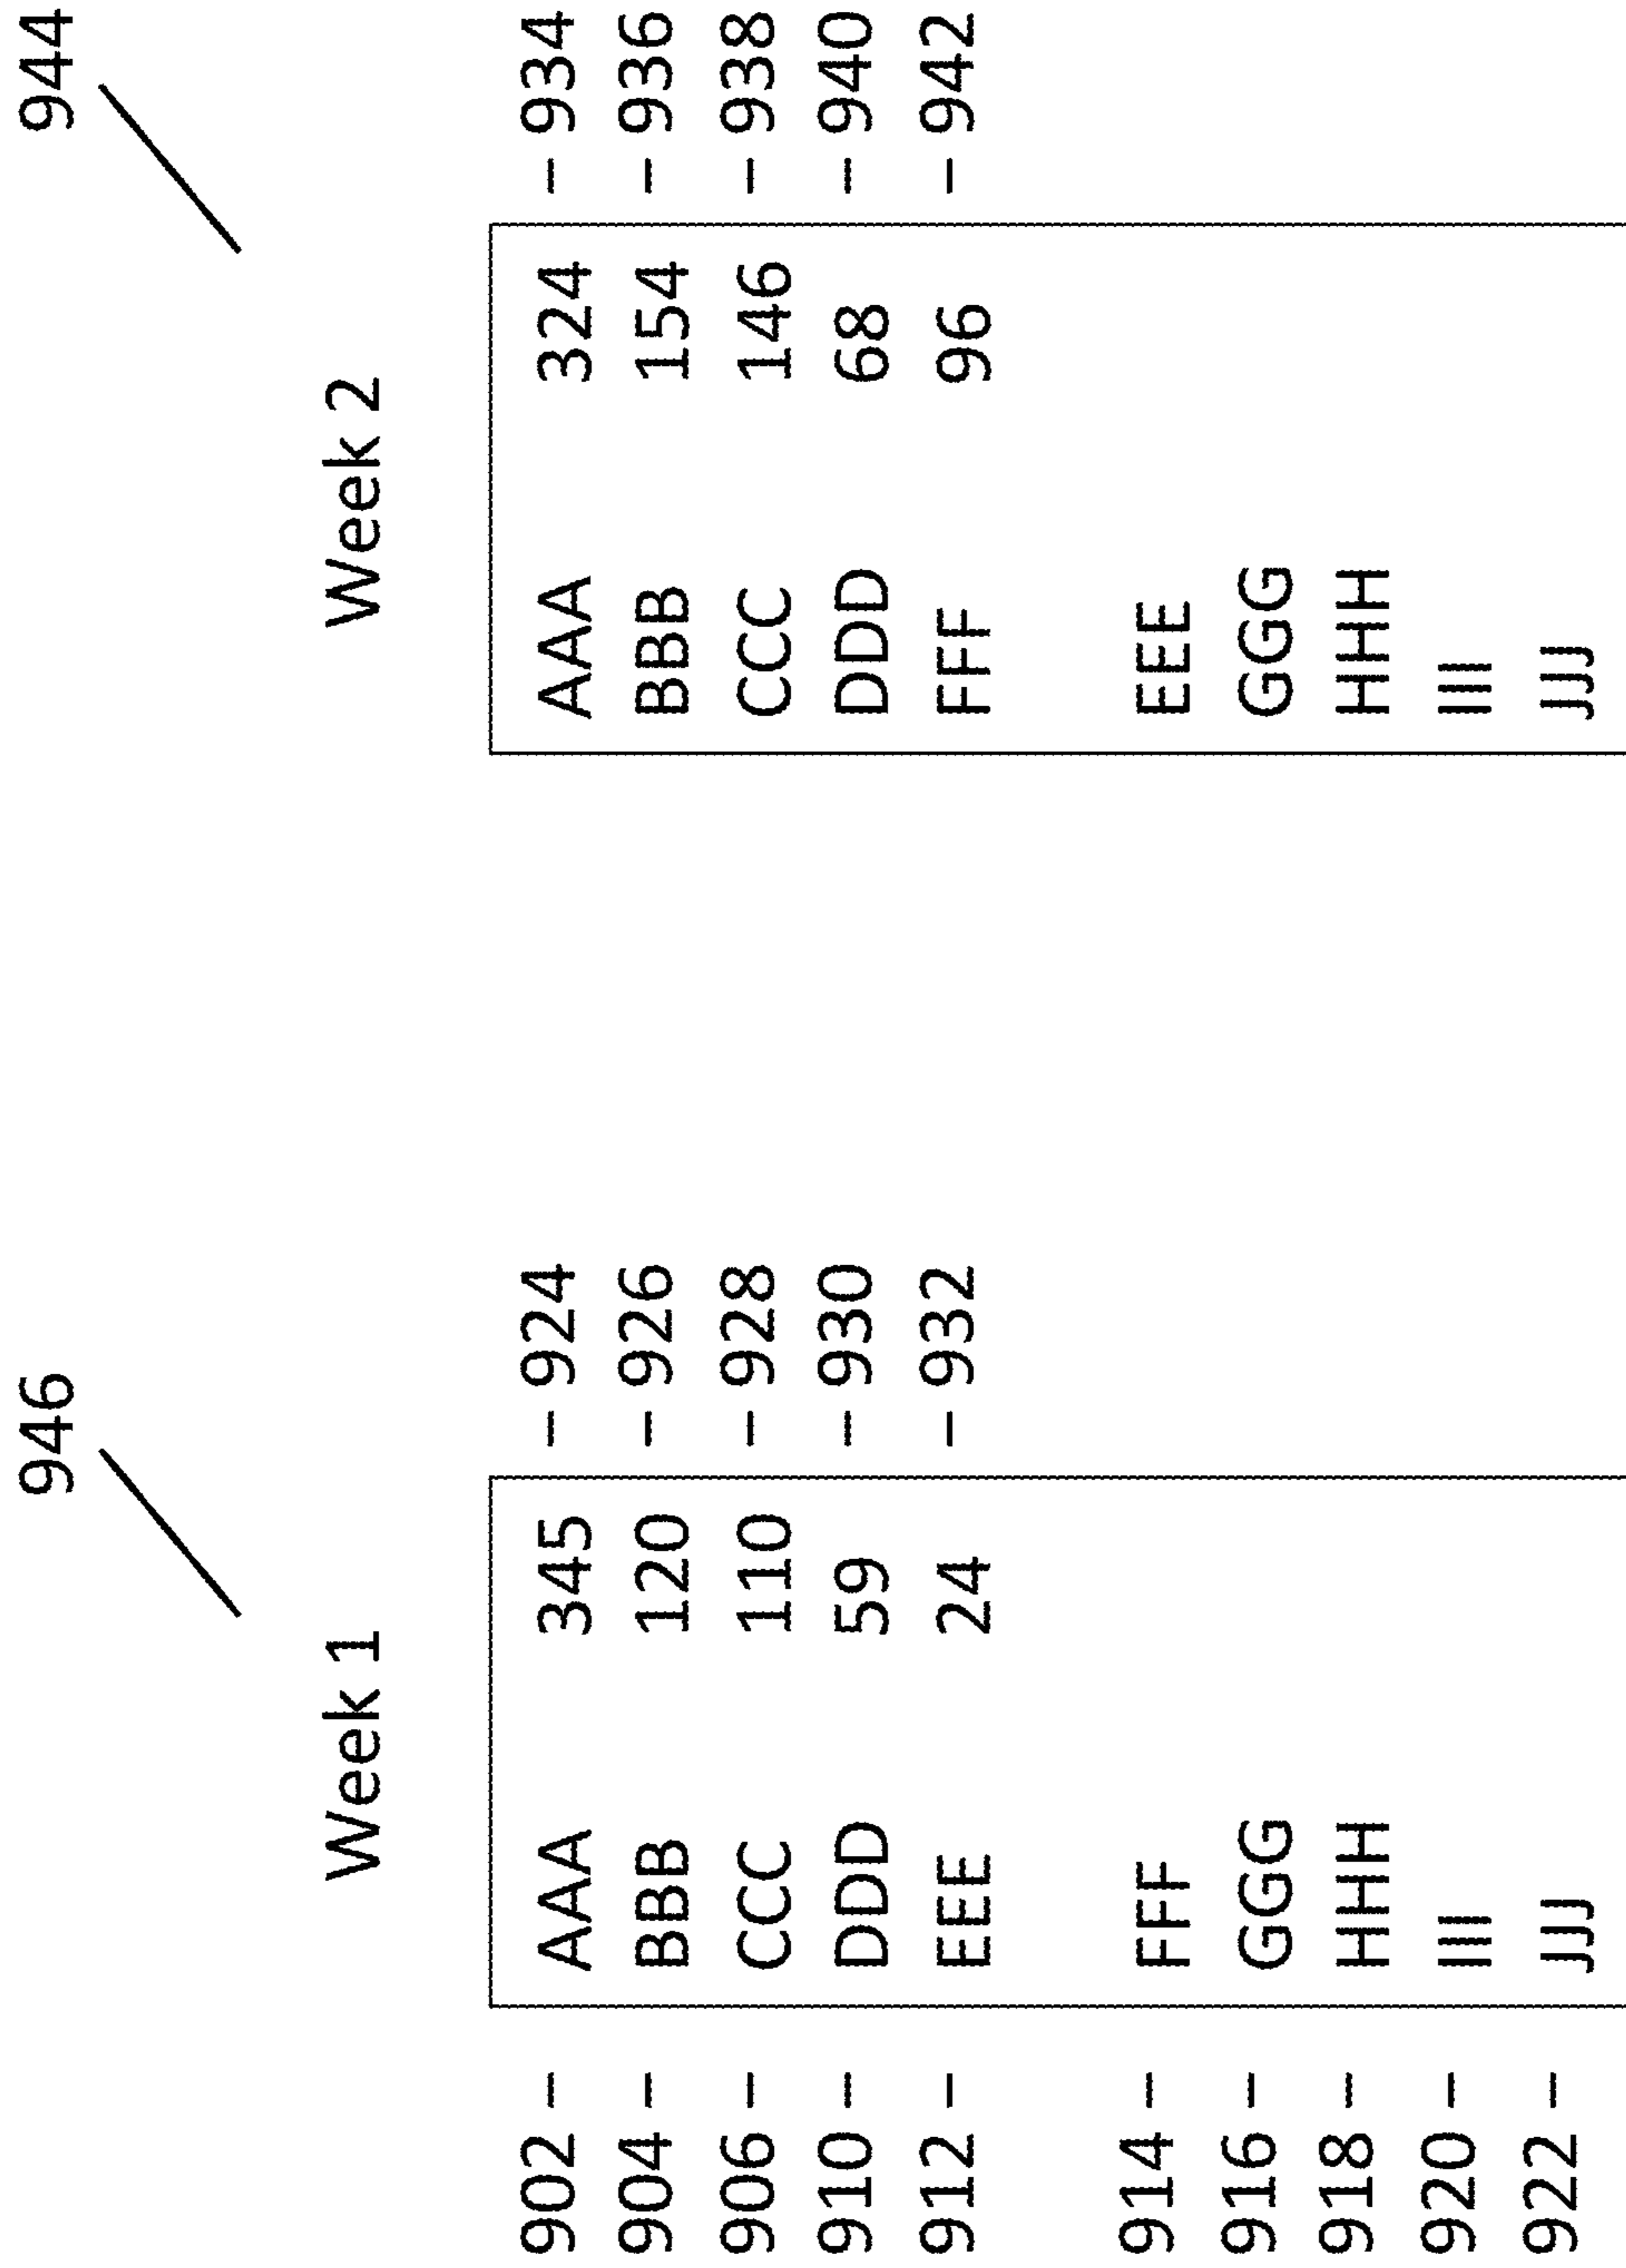 946 944
Week 1 Week 2
902 – AAA 345 – 924 AAA 324 – 934
904 – BBB 120 – 926 BBB 154 – 936
906 – CCC 110 – 928 CCC 146 – 938
910 – DDD 59 – 930 DDD 68 – 940
912 – EEE 24 – 932 FFF 96 – 942
914 – FFF EEE
916 – GGG GGG
918 – HHH HHH
920 – III III
922 – JJJ JJJ